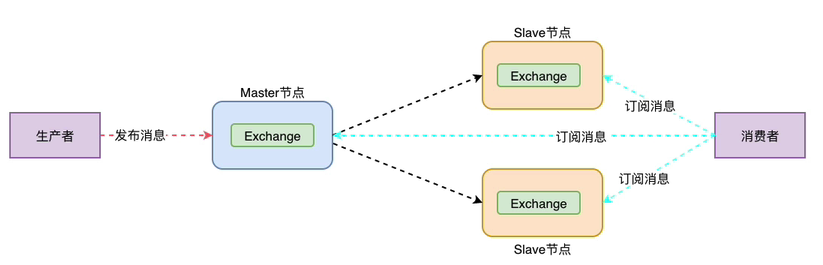 Slave节点
Exchange
Master节点
订阅消息
生产者
发布消息
Exchange
订阅消息
消费者
订阅消息
Exchange
Slave节点